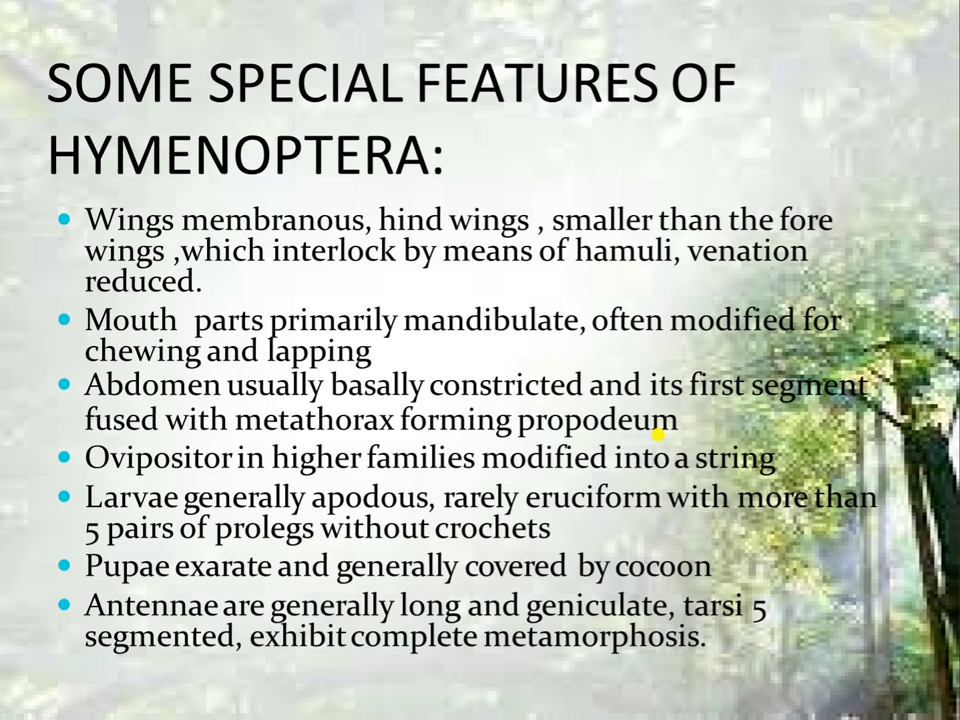 SOME SPECIAL FEATURES OF
HYMENOPTERA:
• Wings membranous, hind wings , smaller than the fore
wings ,which interlock by means of hamuli, venation
reduced.
• Mouth parts primarily mandibulate, often modified for
chewing and lapping
• Abdomen usually basally constricted and its first segment
fused with metathorax forming propodeum
• Ovipositor in higher families modified into a string
• Larvae generally apodous, rarely eruciform with more than
5 pairs of prolegs without crochets
• Pupae exarate and generally covered by cocoon
• Antennae are generally long and geniculate, tarsi 5
segmented, exhibit complete metamorphosis.